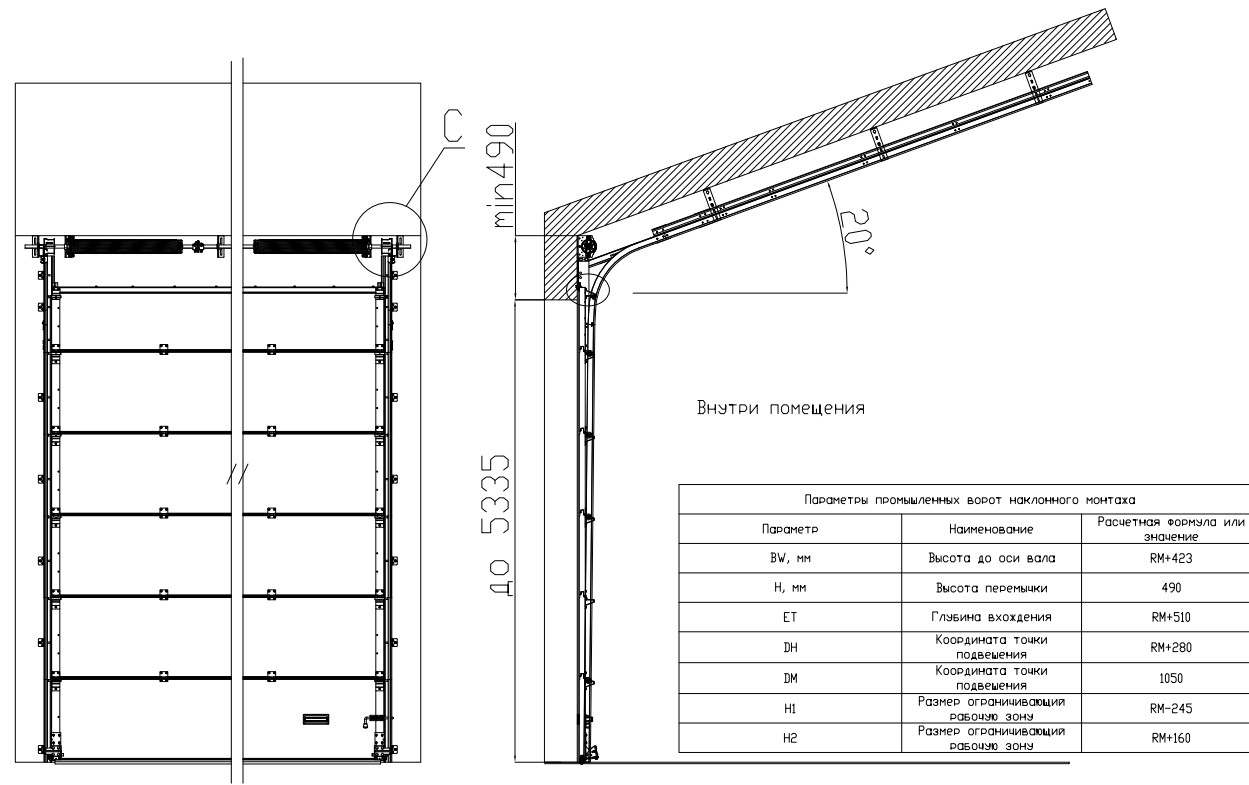 C
min490
20°
до 5335
Внутри помещения
Параметры промышленных ворот наклонного монтажа
Параметр
Наименование
Расчетная формула или
значение
BW, мм
Высота до оси вала
RM+423
H, мм
Высота перемычки
490
ET
Глубина вхождения
RM+510
DH
Координата точки
подвешения
RM+280
DM
Координата точки
подвешения
1050
H1
Размер ограничивающий
рабочую зону
RM-245
H2
Размер ограничивающий
рабочую зону
RM+160